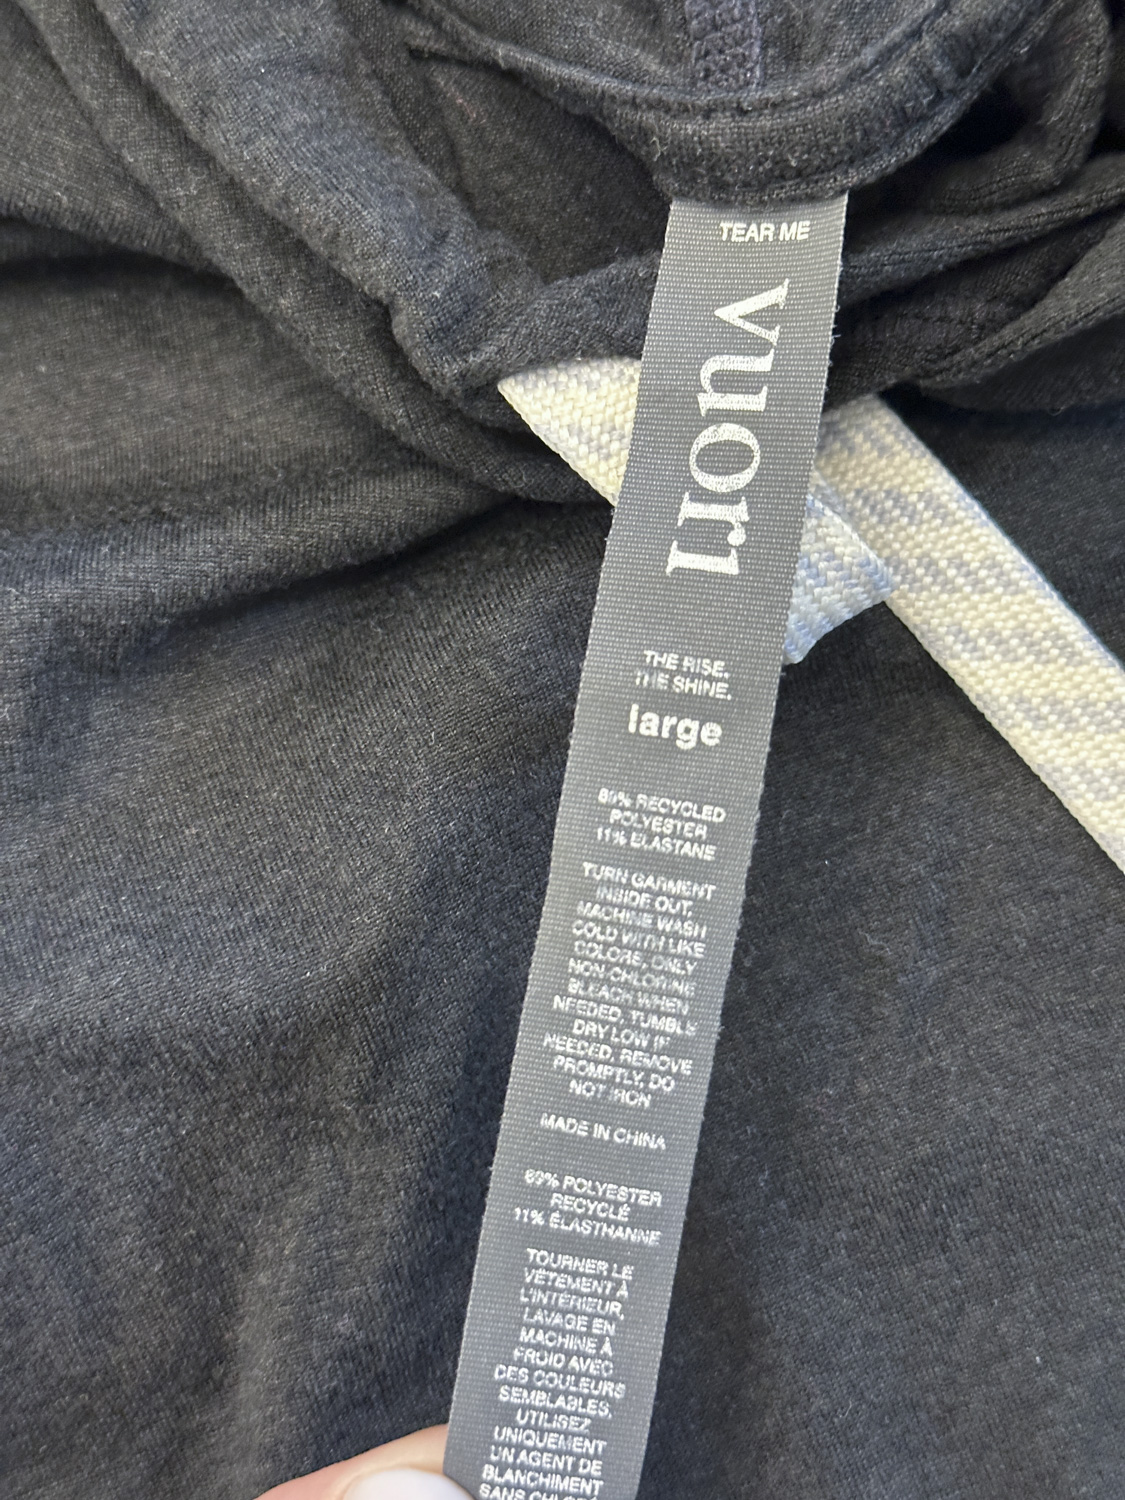 TEAR ME
vuori
THE RISE.
THE SHINE.
large
89% RECYCLED
POLYESTER
11% ELASTANE
TURN GARMENT
INSIDE OUT,
MACHINE WASH
COLD WITH LIKE
COLORS, ONLY
NON-CHLORINE
BLEACH WHEN
NEEDED, TUMBLE
DRY LOW IF
NEEDED, REMOVE
PROMPTLY, DO
NOT IRON
MADE IN CHINA
89% POLYESTER
RECYCLÉ
11% ÉLASTHANNE
TOURNER LE
VÊTEMENT À
L'INTÉRIEUR,
LAVAGE EN
MACHINE À
FROID AVEC
DES COULEURS
SEMBLABLES,
UTILISEZ
UNIQUEMENT
UN AGENT DE
BLANCHIMENT
SANS